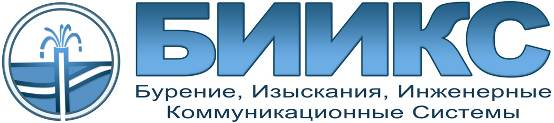 БИИКС
Бурение, Изыскания, Инженерные
Коммуникационные Системы